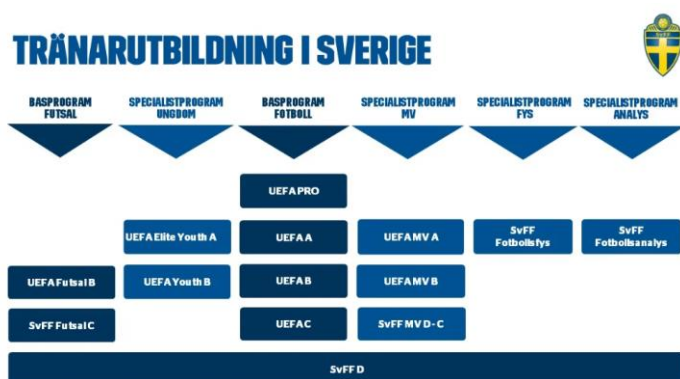 TRÄNARUTBILDNING I SVERIGE
SvFF
BASPROGRAM
FUTSAL
SPECIALISTPROGRAM
UNGDOM
BASPROGRAM
FOTBOLL
SPECIALISTPROGRAM
MV
SPECIALISTPROGRAM
FYS
SPECIALISTPROGRAM
ANALYS
UEFA PRO
UEFA Elite Youth A
UEFA A
UEFA MV A
SvFF
Fotbollsfys
SvFF
Fotbollsanalys
UEFA Futsal B
UEFA Youth B
UEFA B
UEFA MV B
SvFF Futsal C
UEFA C
SvFF MV D-C
SvFF D